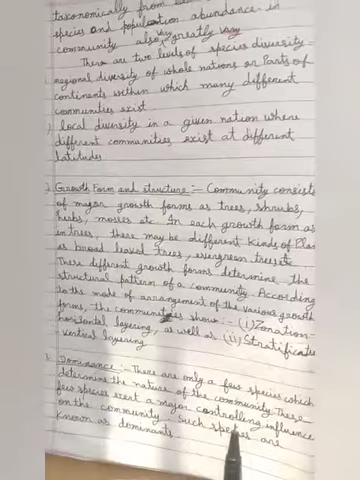 taxonomically from
species and population abundance in
community also vary greatly vary
There are two levels of species diversity:-
regional diversity of whole nations or Parts of
continents within which many different
communities exist
) local diversity in a given nation where
different communities exist at different
latitudes
Growth Form and structure:- Community consists
of major growth forms as trees, shrubs,
herbs, mosses etc. In each growth form as
in trees, there may be different kinds of Plan
as broad leaved trees, evergreen trees etc
These different growth forms determine the
structural pattern of a community. According
to the mode of arrangement of the various growth
forms, the communities show:- (i) Zonation-
horizontal layering, as well as (ii) Stratificatio
-vertical layering
Dominance:- There are only a few species which
determine the nature of the community. These
few species exert a major controlling influence
on the community. Such species are
known as dominants